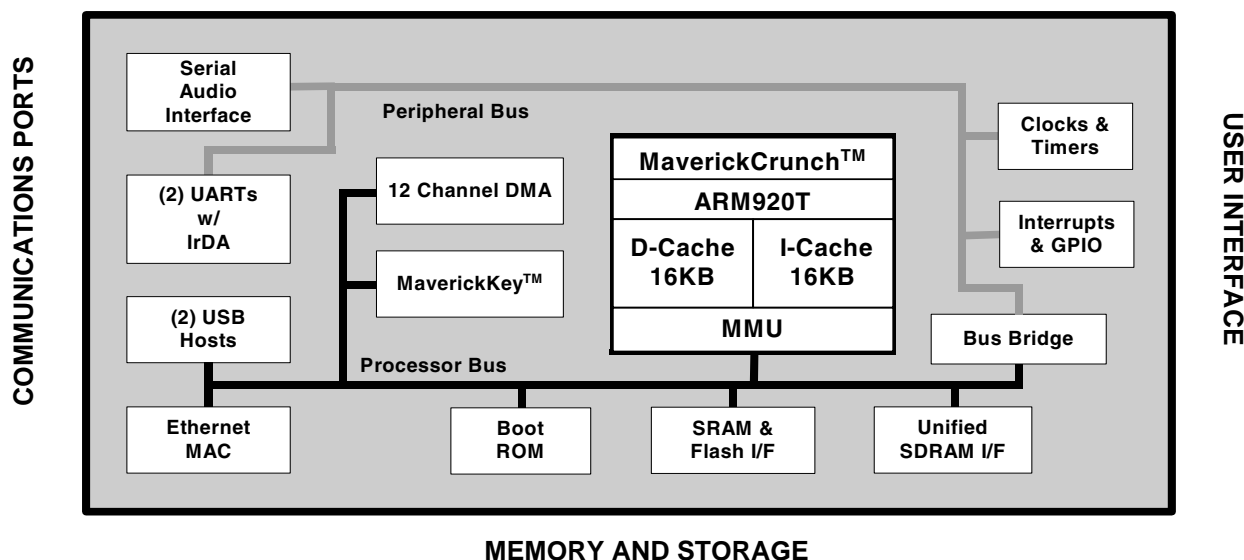 COMMUNICATIONS PORTS
Serial
Audio
Interface
Peripheral Bus
(2) UARTs
w/
IrDA
12 Channel DMA
MaverickKey™
(2) USB
Hosts
Processor Bus
Ethernet
MAC
Boot
ROM
MaverickCrunch™
ARM920T
D-Cache
16KB
I-Cache
16KB
MMU
SRAM &
Flash I/F
Unified
SDRAM I/F
Clocks &
Timers
Interrupts
& GPIO
Bus Bridge
USER INTERFACE
MEMORY AND STORAGE